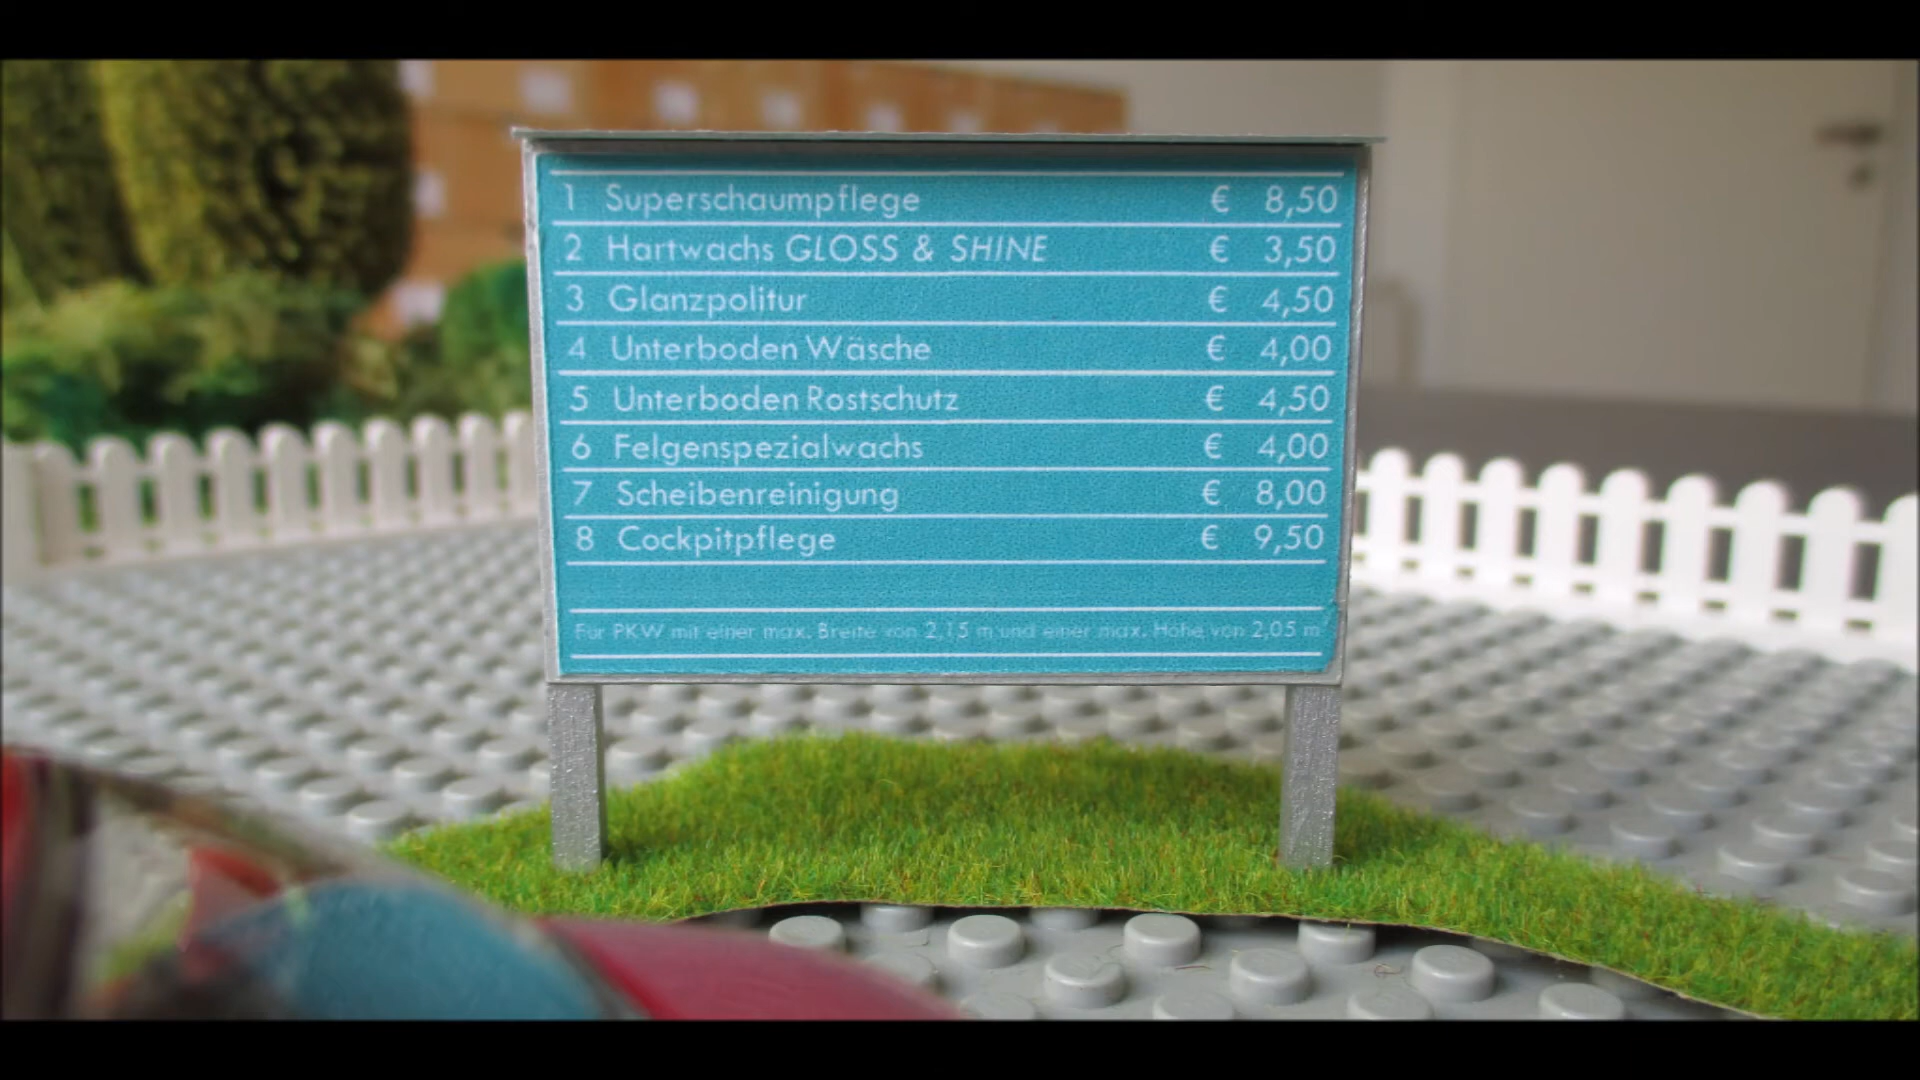 1 Superschaumpflege € 8,50
2 Hartwachs GLOSS & SHINE € 3,50
3 Glanzpolitur € 4,50
4 Unterboden Wäsche € 4,00
5 Unterboden Rostschutz € 4,50
6 Felgenspezialwachs € 4,00
7 Scheibenreinigung € 8,00
8 Cockpitpflege € 9,50
Für PKW mit einer max. Breite von 2,15 m und einer max. Höhe von 2,05 m